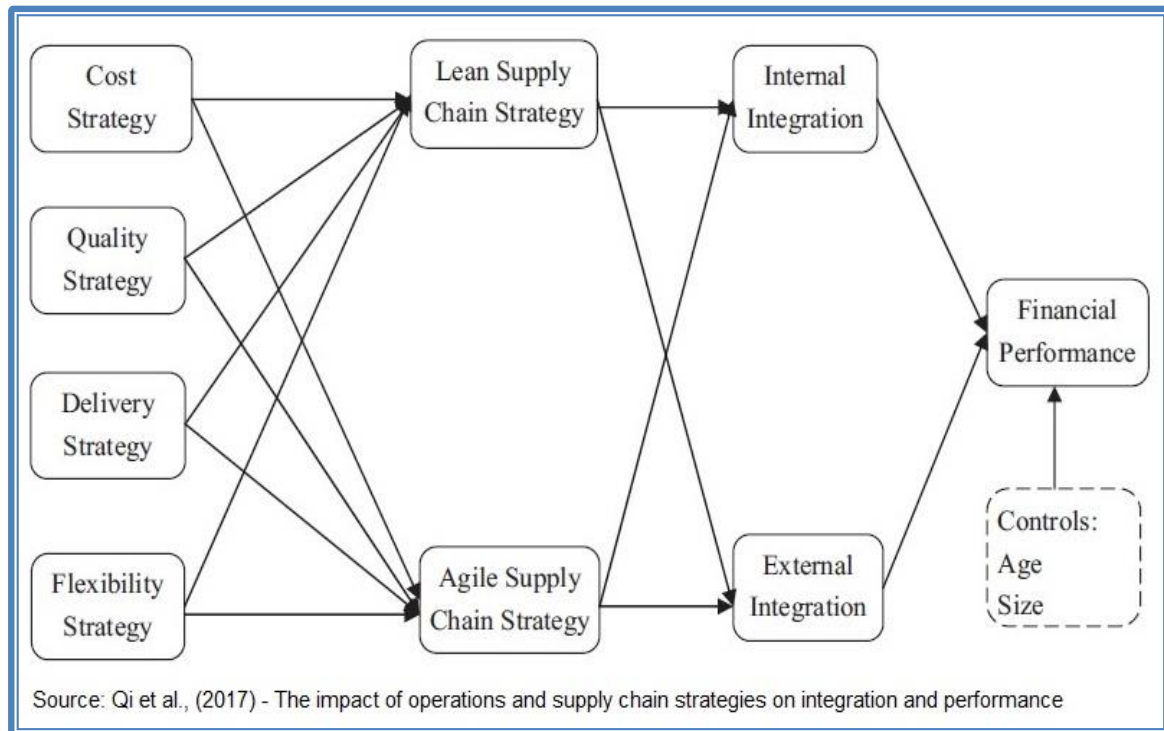 Cost
Strategy
Quality
Strategy
Delivery
Strategy
Flexibility
Strategy
Lean Supply
Chain Strategy
Agile Supply
Chain Strategy
Internal
Integration
External
Integration
Financial
Performance
Controls:
Age
Size
Source: Qi et al., (2017) - The impact of operations and supply chain strategies on integration and performance